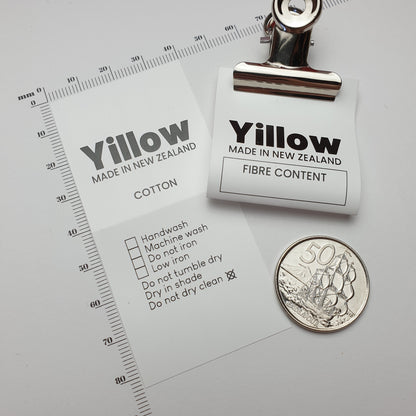 mm 0 10 20 30 40 50 60 70
10
20
30
40
50
60
70
80
Yillow
MADE IN NEW ZEALAND
COTTON
Handwash
Machine wash
Do not iron
Low iron
Do not tumble dry
Dry in shade
Do not dry clean
Yillow
MADE IN NEW ZEALAND
FIBRE CONTENT
50